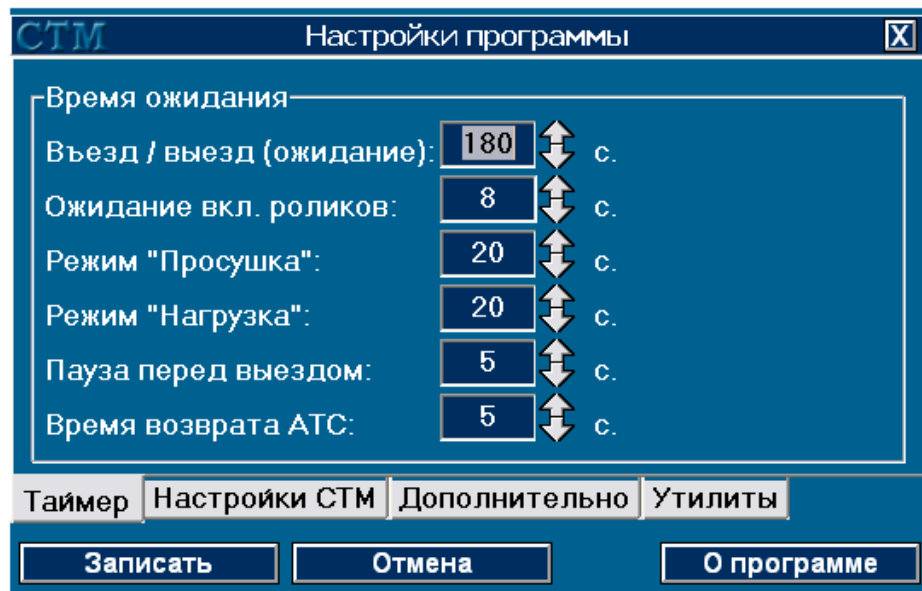 СТМ Настройки программы X
Время ожидания
Въезд / выезд (ожидание): 180 с.
Ожидание вкл. роликов: 8 с.
Режим "Просушка": 20 с.
Режим "Нагрузка": 20 с.
Пауза перед выездом: 5 с.
Время возврата АТС: 5 с.
Таймер Настройки СТМ Дополнительно Утилиты
Записать Отмена О программе